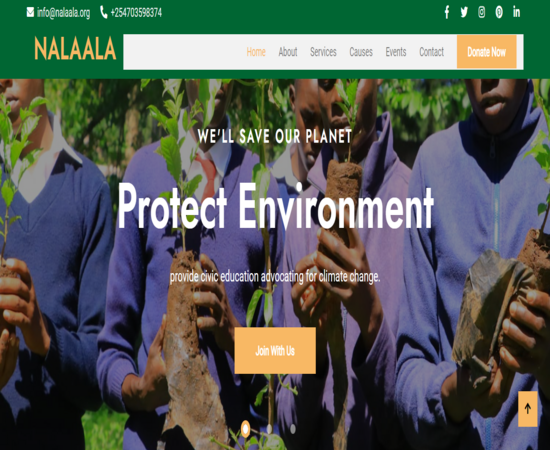 info@nalaala.org +254703598374
NALAALA
Home About Services Causes Events Contact Donate Now
WE'LL SAVE OUR PLANET
Protect Environment
provide civic education advocating for climate change.
Join With Us